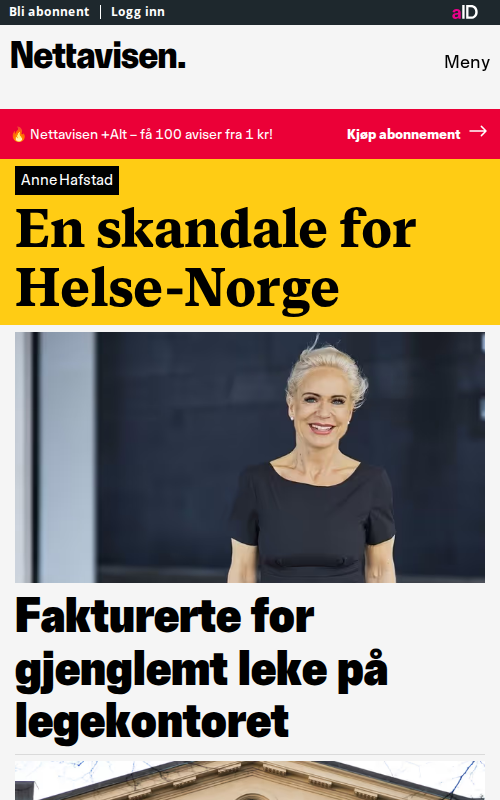 Bli abonnent | Logg inn
aID
Nettavisen.
Meny
🔥 Nettavisen +Alt – få 100 aviser fra 1 kr!
Kjøp abonnement →
Anne Hafstad
En skandale for
Helse-Norge
Fakturerte for
gjenglemt leke på
legekontoret